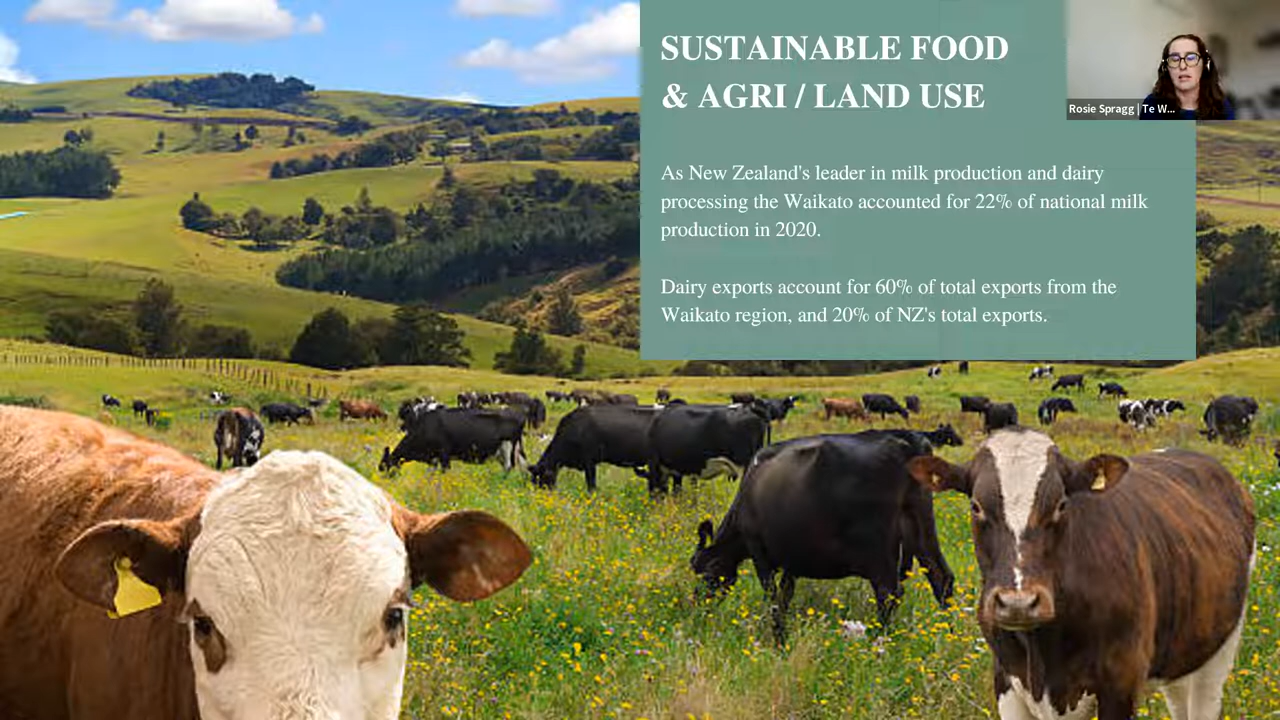 SUSTAINABLE FOOD
& AGRI / LAND USE
Rosie Spragg | Te W...
As New Zealand's leader in milk production and dairy
processing the Waikato accounted for 22% of national milk
production in 2020.
Dairy exports account for 60% of total exports from the
Waikato region, and 20% of NZ's total exports.